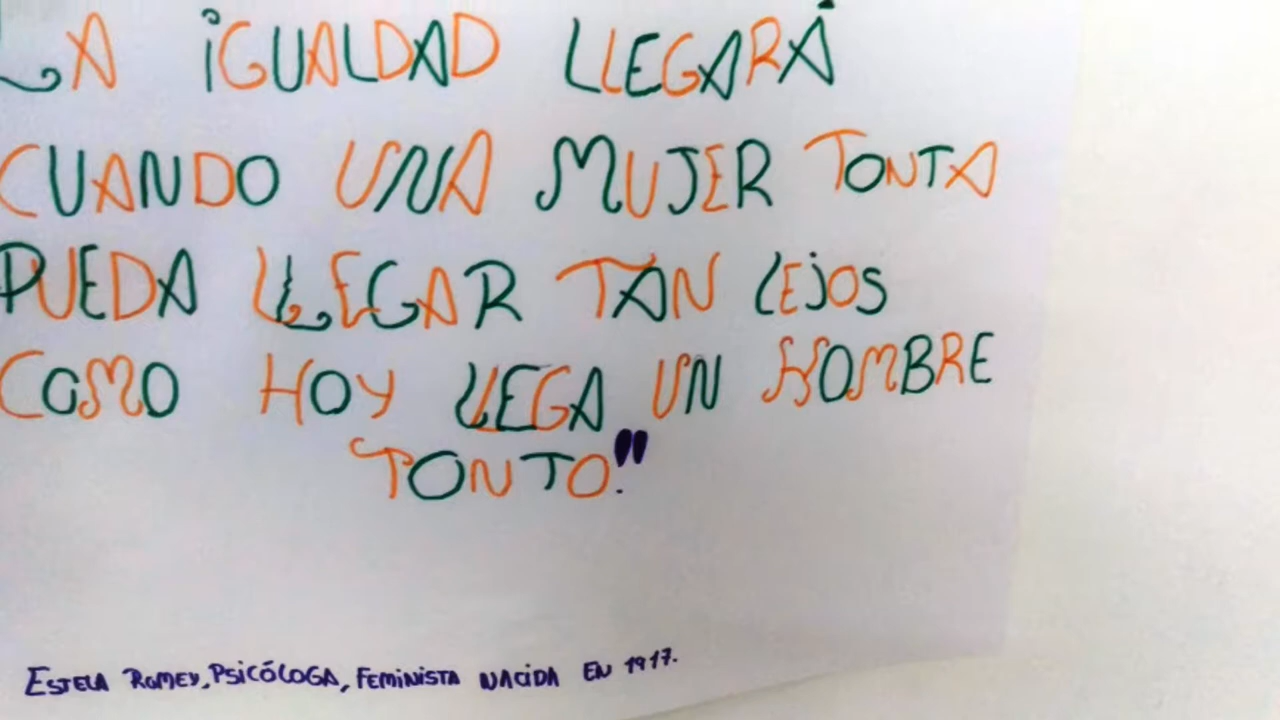 LA IGUALDAD LLEGARÁ
CUANDO UNA MUJER TONTA
PUEDA LLEGAR TAN LEJOS
COMO HOY LLEGA UN HOMBRE
TONTO."
ESTELA ROMEY, PSICÓLOGA, FEMINISTA NACIDA EN 1917.